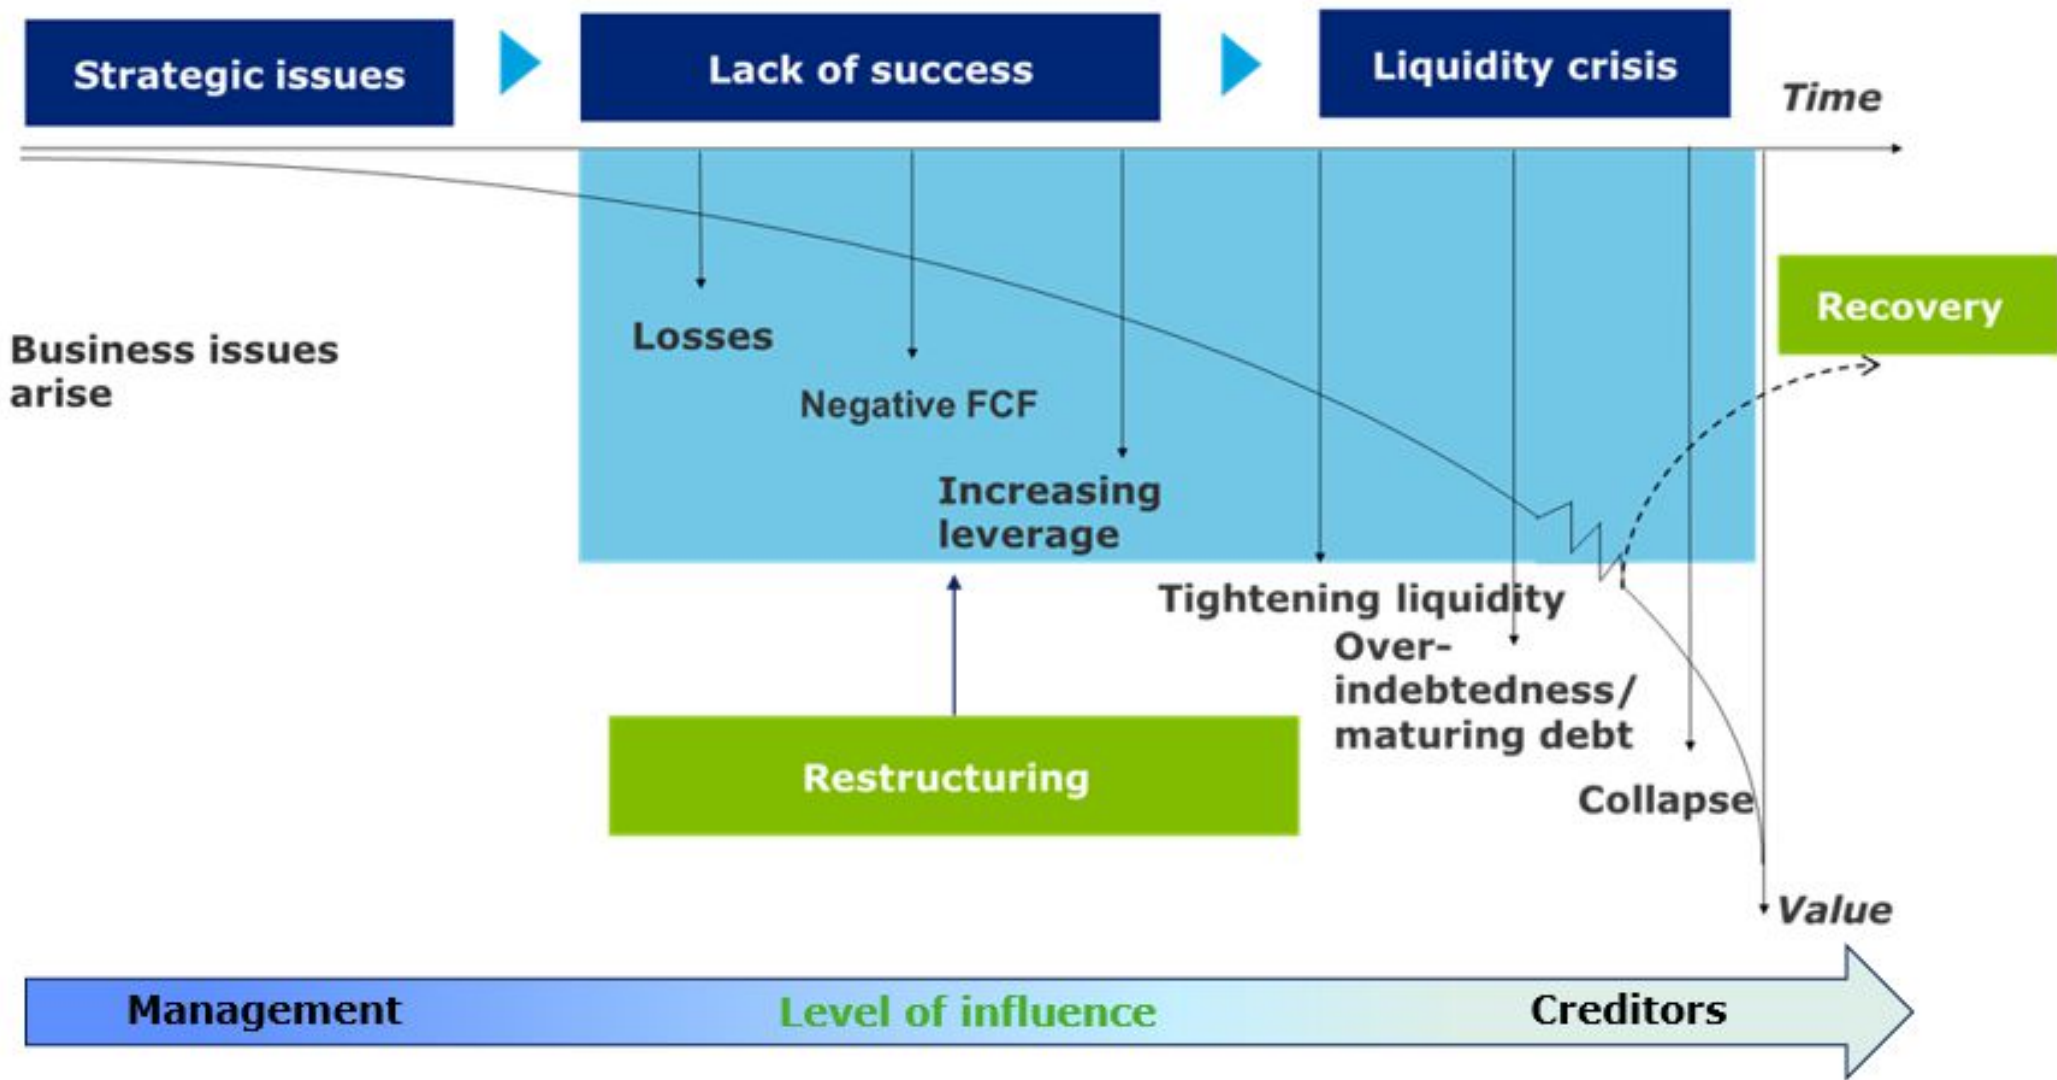 Strategic issues
Lack of success
Liquidity crisis
Time
Recovery
Business issues
arise
Losses
Negative FCF
Increasing
leverage
Tightening liquidity
Over-
indebtedness/
maturing debt
Restructuring
Collapse
Value
Management
Level of influence
Creditors